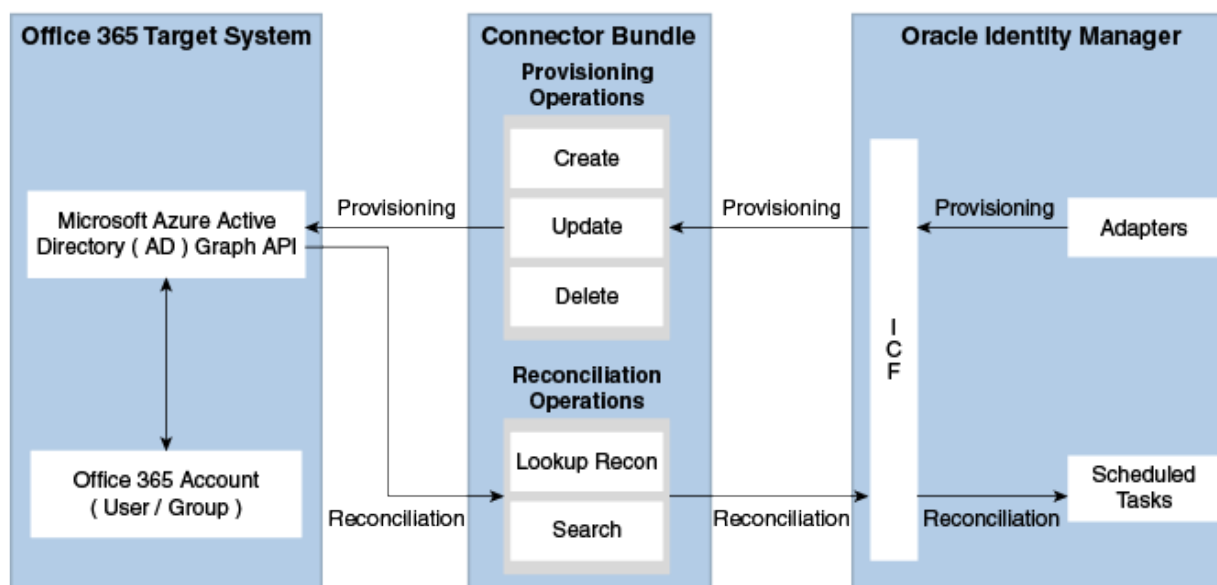 Office 365 Target System
Microsoft Azure Active
Directory ( AD ) Graph API
Office 365 Account
( User / Group )
Provisioning
Reconciliation
Connector Bundle
Provisioning
Operations
Create
Update
Delete
Reconciliation
Operations
Lookup Recon
Search
Provisioning
Reconciliation
Oracle Identity Manager
I
C
F
Provisioning
Adapters
Reconciliation
Scheduled
Tasks